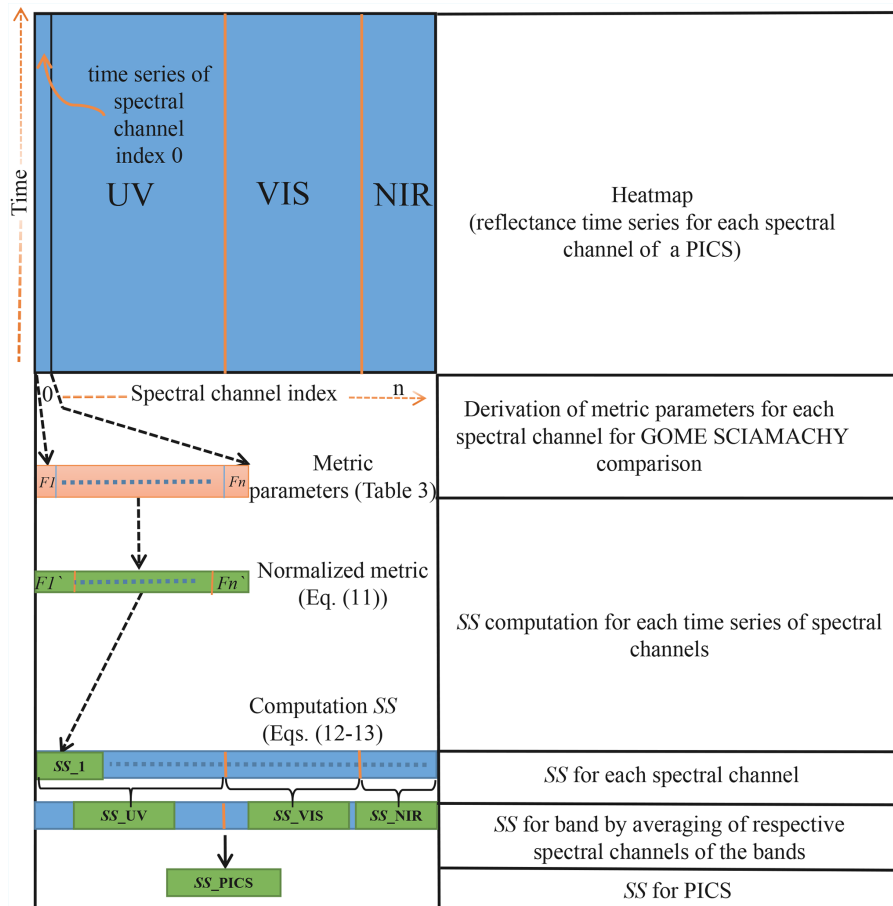 Time
time series of
spectral
channel
index 0
UV
VIS
NIR
Heatmap
(reflectance time series for each spectral
channel of a PICS)
0
Spectral channel index
n
Derivation of metric parameters for each
spectral channel for GOME SCIAMACHY
comparison
F1
Fn
Metric
parameters (Table 3)
F1`
Fn`
Normalized metric
(Eq. (11))
SS computation for each time series of spectral
channels
Computation SS
(Eqs. (12-13)
SS_1
SS for each spectral channel
SS_UV
SS_VIS
SS_NIR
SS for band by averaging of respective
spectral channels of the bands
SS_PICS
SS for PICS